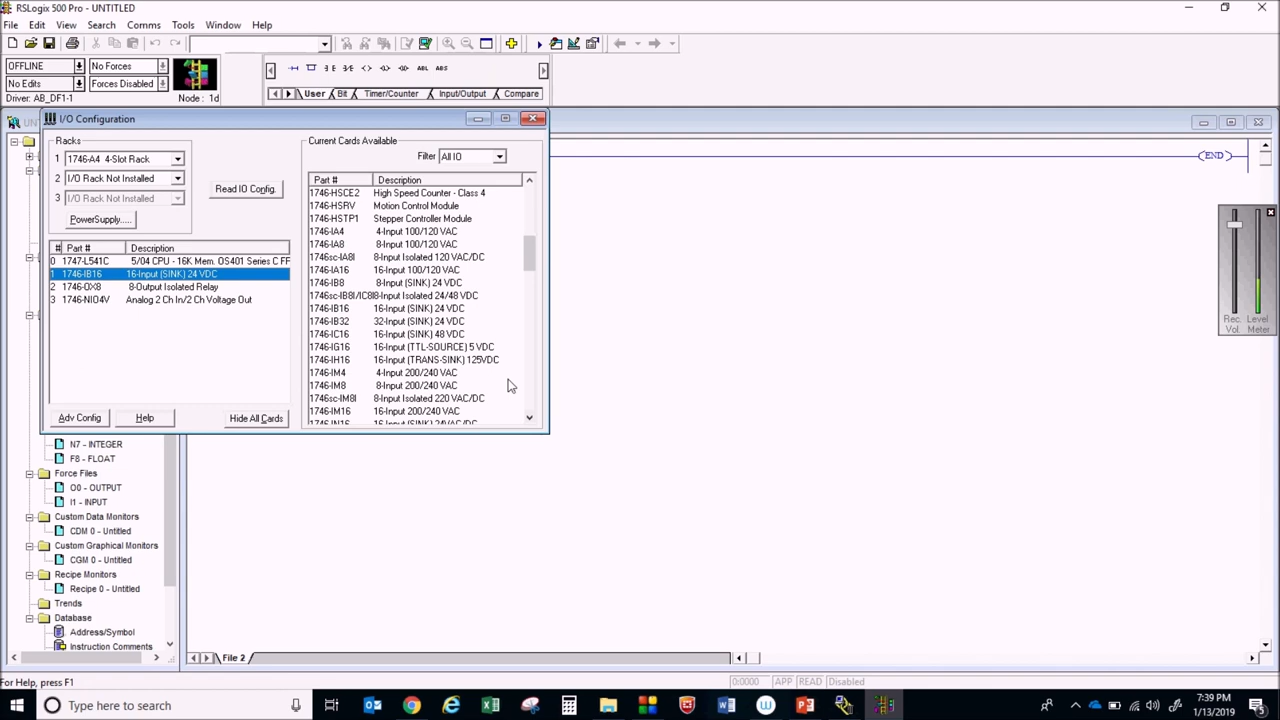 RSLogix 500 Pro - UNTITLED
File Edit View Search Comms Tools Window Help
OFFLINE No Forces
No Edits Forces Disabled
Driver: AB_DF1-1 Node : 1d
User Bit Timer/Counter Input/Output Compare
I/O Configuration
Racks
1 1746-A4 4-Slot Rack
2 I/O Rack Not Installed
3 I/O Rack Not Installed
Read IO Config.
PowerSupply.....
# Part # Description
0 1747-L541C 5/04 CPU - 16K Mem. OS401 Series C FF
1 1746-IB16 16-Input (SINK) 24 VDC
2 1746-OX8 8-Output Isolated Relay
3 1746-NIO4V Analog 2 Ch In/2 Ch Voltage Out
Adv Config Help Hide All Cards
Current Cards Available
Filter All IO
Part # Description
1746-HSCE2 High Speed Counter - Class 4
1746-HSRV Motion Control Module
1746-HSTP1 Stepper Controller Module
1746-IA4 4-Input 100/120 VAC
1746-IA8 8-Input 100/120 VAC
1746sc-IA8I 8-Input Isolated 120 VAC/DC
1746-IA16 16-Input 100/120 VAC
1746-IB8 8-Input (SINK) 24 VDC
1746sc-IB8I/IC8I 8-Input Isolated 24/48 VDC
1746-IB16 16-Input (SINK) 24 VDC
1746-IB32 32-Input (SINK) 24 VDC
1746-IC16 16-Input (SINK) 48 VDC
1746-IG16 16-Input (TTL-SOURCE) 5 VDC
1746-IH16 16-Input (TRANS-SINK) 125VDC
1746-IM4 4-Input 200/240 VAC
1746-IM8 8-Input 200/240 VAC
1746sc-IM8I 8-Input Isolated 220 VAC/DC
1746-IM16 16-Input 200/240 VAC
1746-IN16 16-Input (SINK) 24VAC/DC
END
Rec. Vol. Level Meter
N7 - INTEGER
F8 - FLOAT
Force Files
O0 - OUTPUT
I1 - INPUT
Custom Data Monitors
CDM 0 - Untitled
Custom Graphical Monitors
CGM 0 - Untitled
Recipe Monitors
Recipe 0 - Untitled
Trends
Database
Address/Symbol
Instruction Comments
File 2
For Help, press F1
0:0000 APP READ Disabled
Type here to search
7:39 PM
1/13/2019